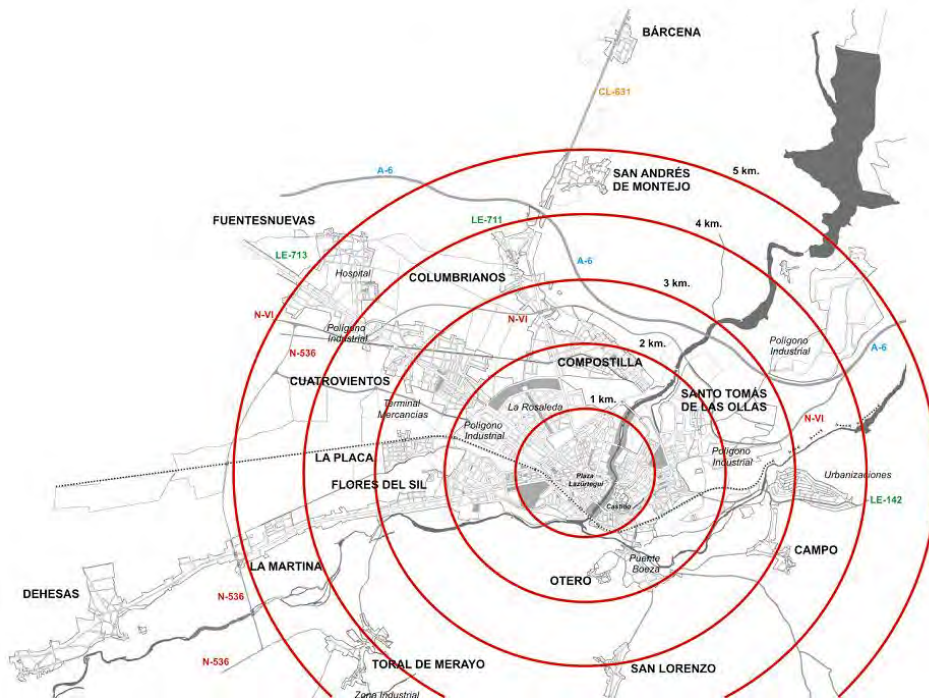 BÁRCENA
CL-631
A-6
SAN ANDRÉS
DE MONTEJO
5 km.
FUENTESNUEVAS
LE-711
4 km.
LE-713
Hospital
COLUMBRIANOS
A-6
3 km.
N-VI
Polígono
Industrial
N-VI
Polígono
Industrial
A-6
N-536
2 km.
COMPOSTILLA
CUATROVIENTOS
SANTO TOMÁS
DE LAS OLLAS
Terminal
Mercancias
La Rosaleda
1 km.
N-VI
Polígono
Industrial
LA PLACA
Polígono
Industrial
FLORES DEL SIL
Plaza
Lazúrtegui
Urbanizaciones
LE-142
Castillo
LA MARTINA
Puente
Boeza
CAMPO
OTERO
DEHESAS
N-536
N-536
TORAL DE MERAYO
SAN LORENZO
Zona Industrial